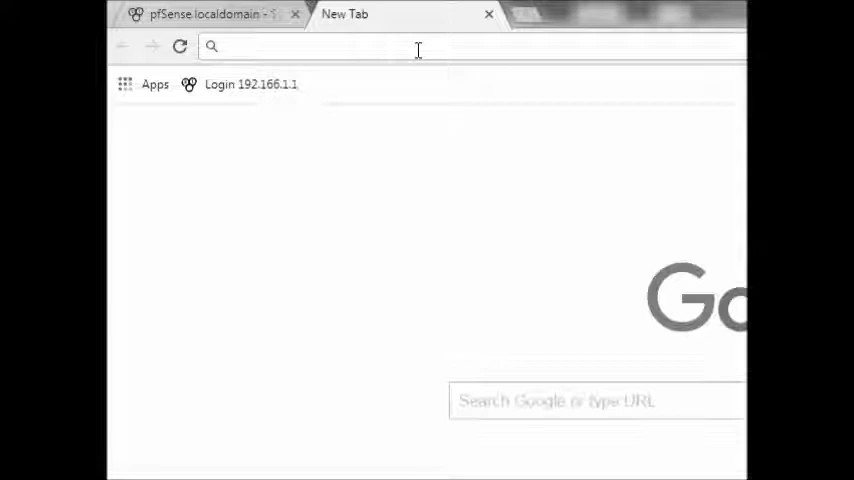 pfSense.localdomain - S
New Tab
Apps
Login 192.166.1.1
Go
Search Google or type URL